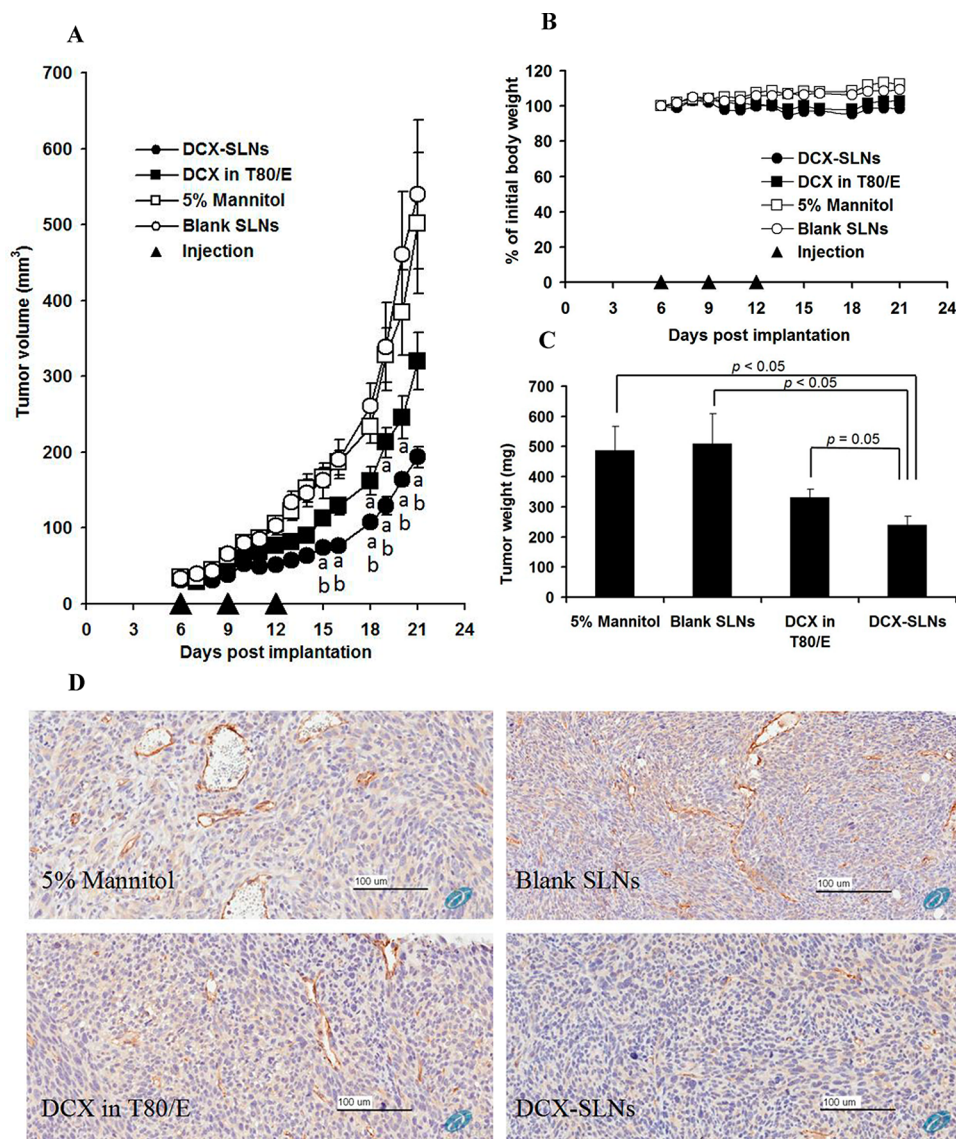 A
700
600
500
400
300
200
100
0
Tumor volume (mm³)
DCX-SLNs
DCX in T80/E
5% Mannitol
Blank SLNs
Injection
a
a
a
a
b
a
b
a
b
a
b
a
b
a
b
0 3 6 9 12 15 18 21 24
Days post implantation
B
120
100
80
60
40
20
0
% of initial body weight
DCX-SLNs
DCX in T80/E
5% Mannitol
Blank SLNs
Injection
0 3 6 9 12 15 18 21 24
Days post implantation
C
p < 0.05
p < 0.05
p = 0.05
700
600
500
400
300
200
100
0
Tumor weight (mg)
5% Mannitol Blank SLNs DCX in DCX-SLNs
T80/E
D
5% Mannitol
100 um
Blank SLNs
100 um
DCX in T80/E
100 um
DCX-SLNs
100 um